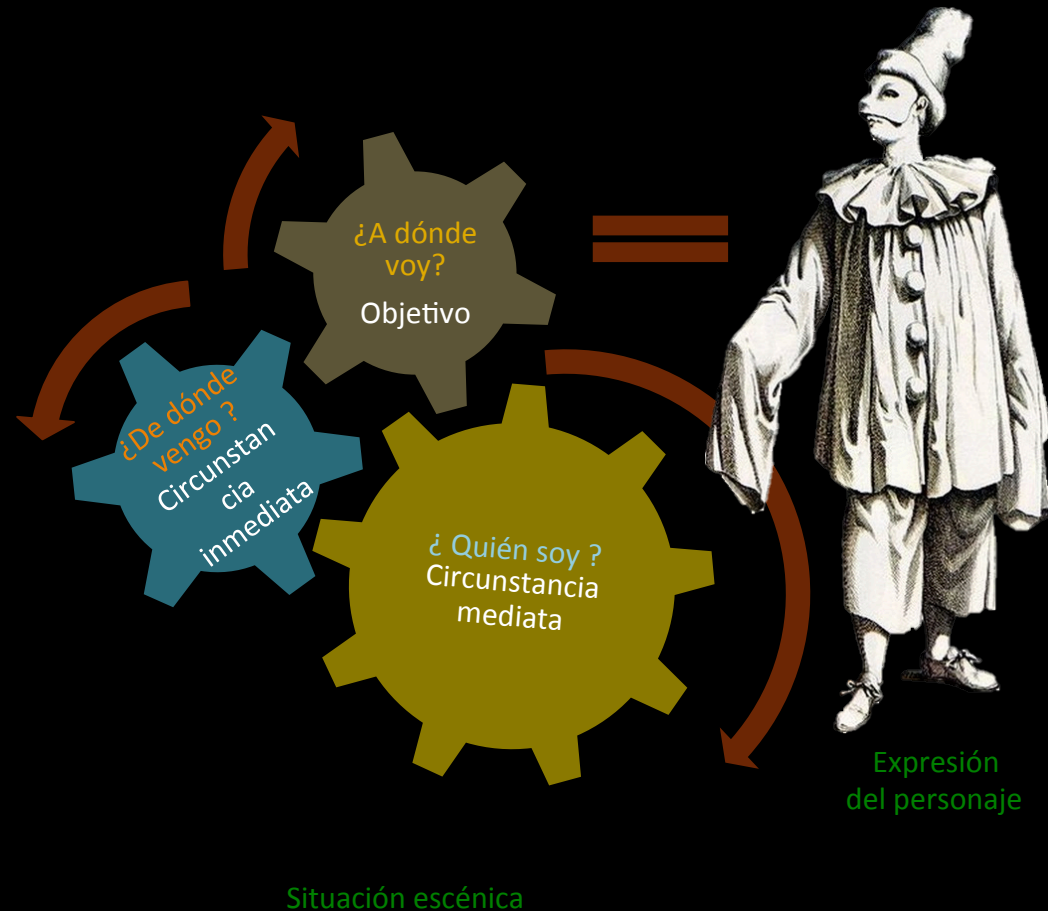 ¿A dónde
voy?
Objetivo
¿De dónde
vengo ?
Circunstan
cia
inmediata
¿ Quién soy ?
Circunstancia
mediata
Expresión
del personaje
Situación escénica